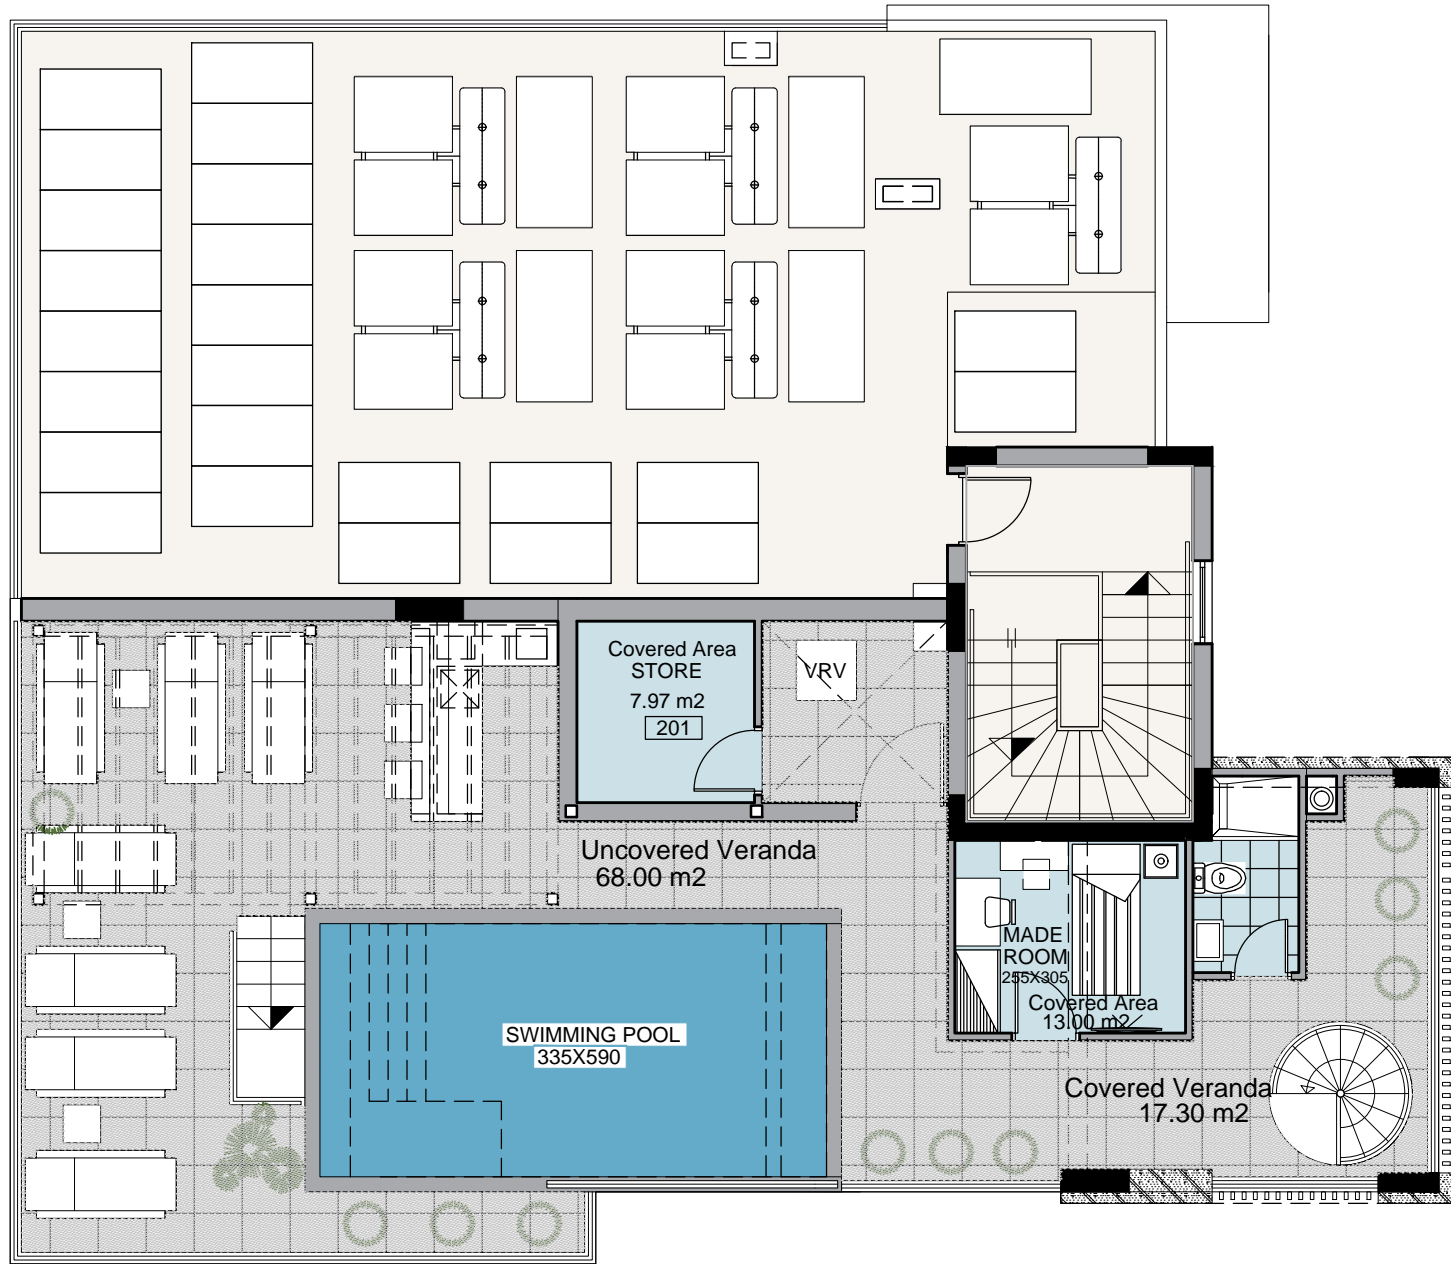 Covered Area
STORE
7.97 m2
201
VRV
Uncovered Veranda
68.00 m2
MADE
ROOM
255X305
Covered Area
13.00 m2
SWIMMING POOL
335X590
Covered Veranda
17.30 m2